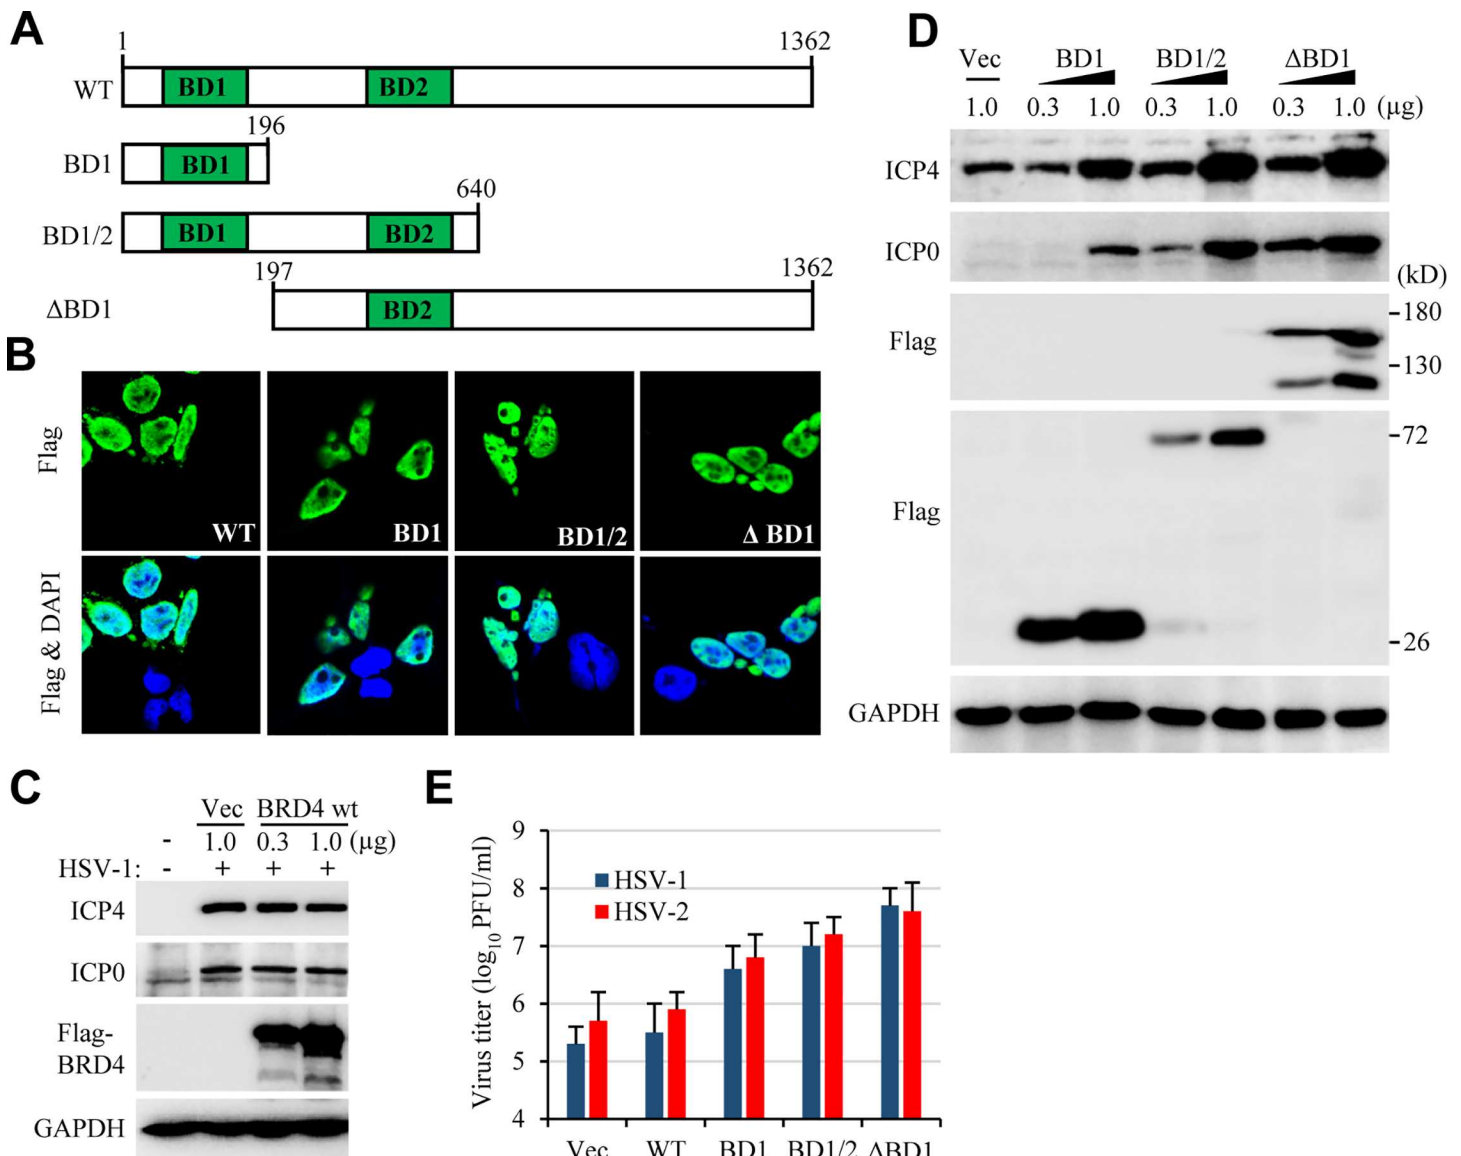 A
1 1362
WT BD1 BD2
196
BD1 BD1
640
BD1/2 BD1 BD2
197 1362
ΔBD1 BD2
B
Flag
WT BD1 BD1/2 Δ BD1
Flag & DAPI
C
Vec BRD4 wt
- 1.0 0.3 1.0 (μg)
HSV-1: - + + +
ICP4
ICP0
Flag-
BRD4
GAPDH
D
Vec BD1 BD1/2 ΔBD1
1.0 0.3 1.0 0.3 1.0 0.3 1.0 (μg)
ICP4
ICP0
(kD)
180
Flag
130
72
Flag
26
GAPDH
E
Virus titer (log10 PFU/ml)
9
8
7
6
5
4
HSV-1
HSV-2
Vec WT BD1 BD1/2 ΔBD1